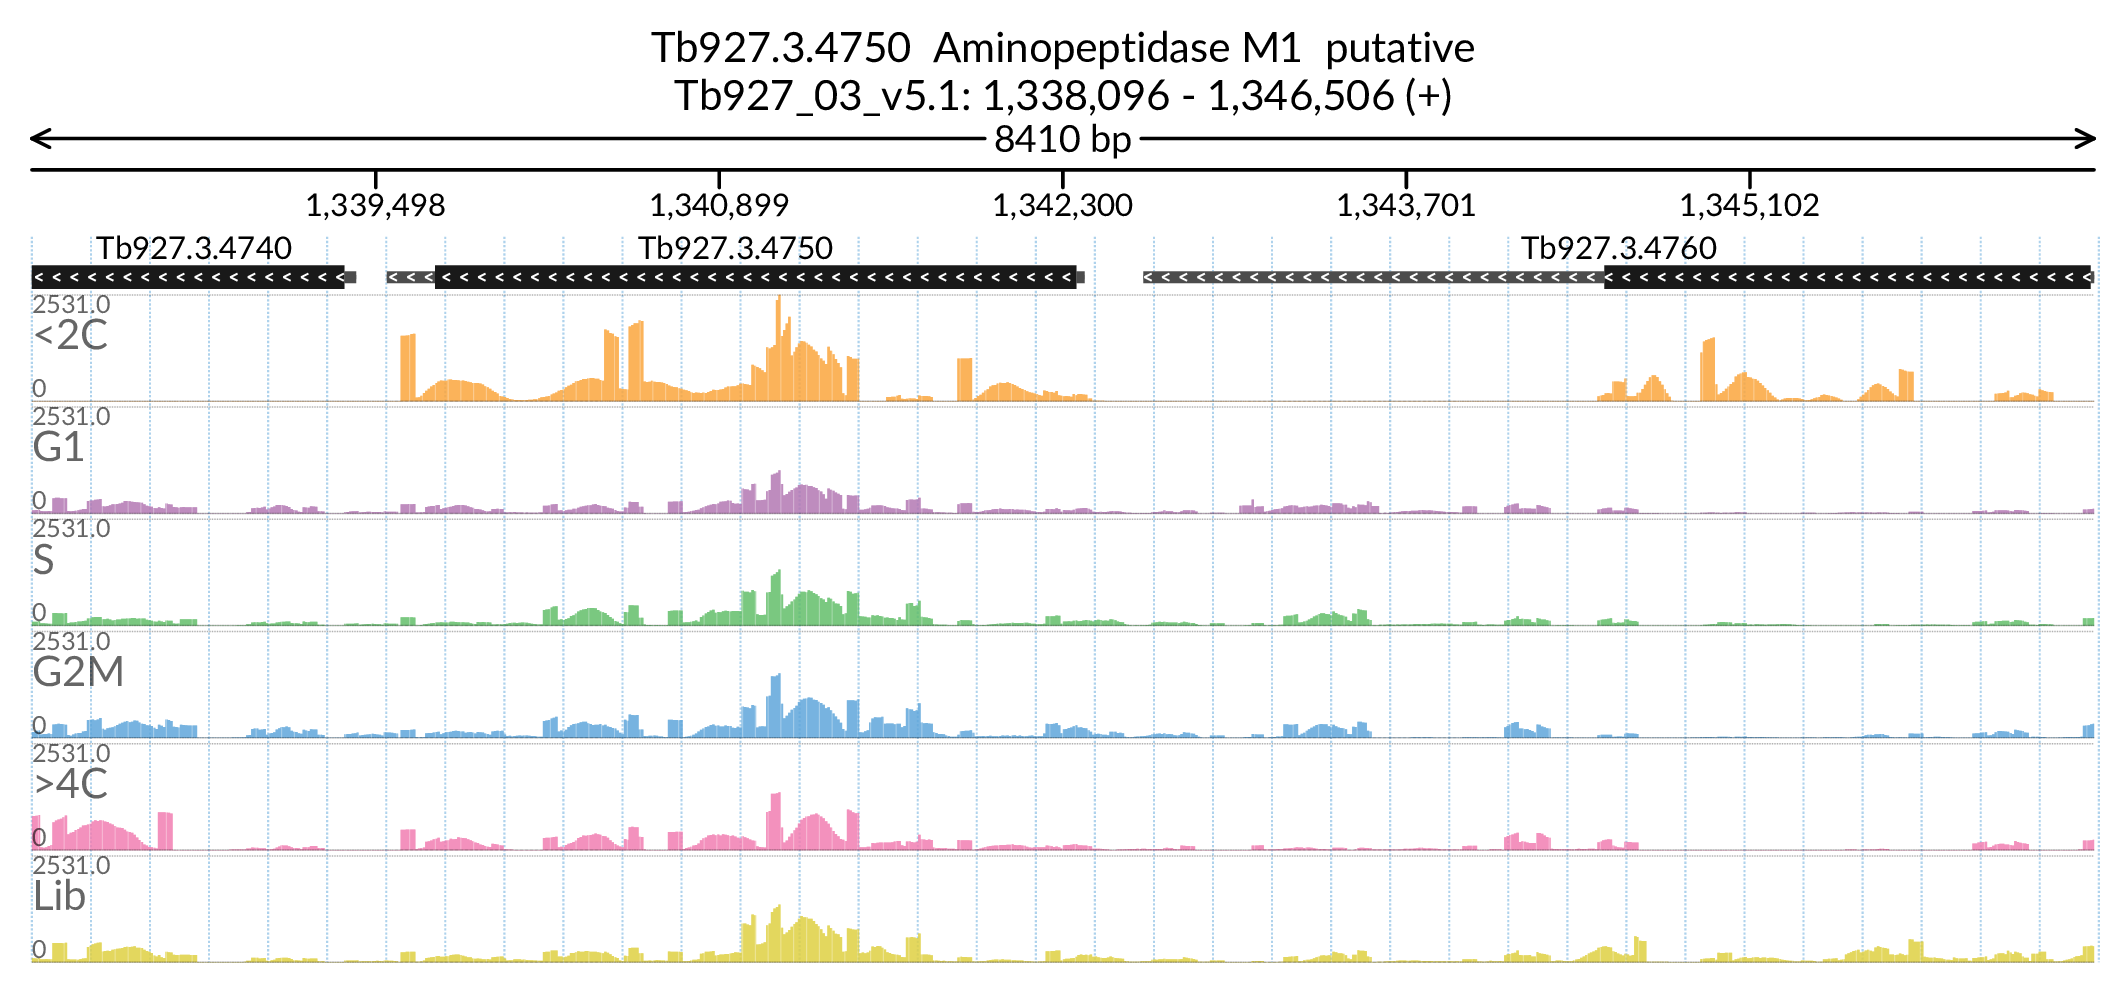 Tb927.3.4750 Aminopeptidase M1 putative
Tb927_03_v5.1: 1,338,096 - 1,346,506 (+)
8410 bp
1,339,498 1,340,899 1,342,300 1,343,701 1,345,102
Tb927.3.4740 Tb927.3.4750 Tb927.3.4760
2531.0
<2C
0
2531.0
G1
0
2531.0
S
0
2531.0
G2M
0
2531.0
>4C
0
2531.0
Lib
0